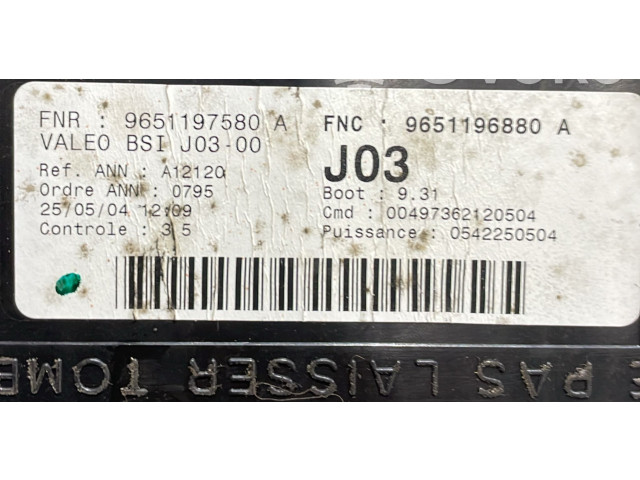 FNR : 9651197580 A
FNC : 9651196880 A
VALEO BSI J03-00
J03
Ref. ANN : A12120
Ordre ANN : 0795
Boot : 9.31
25/05/04 12:09
Cmd : 00497362120504
Controle : 3 5
Puissance : 0542250504
E PAS LAISSER TOMB